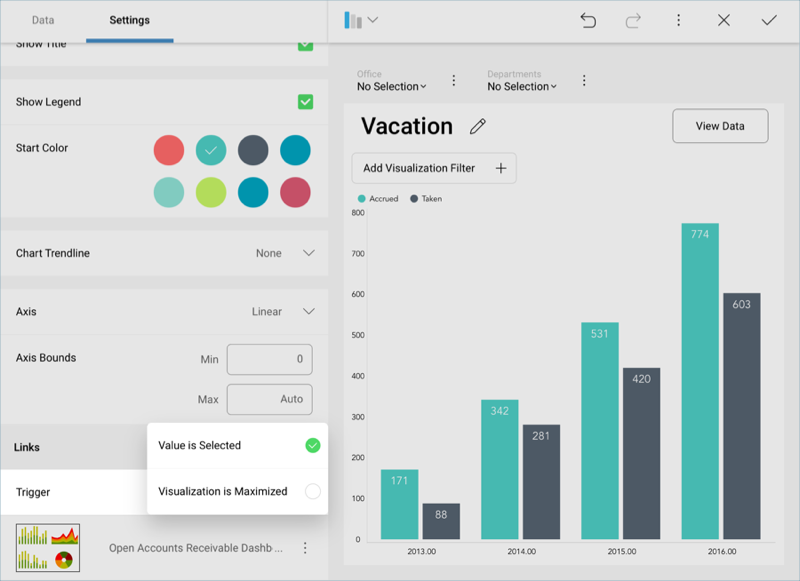 Data
Settings
Show Title
Show Legend
Start Color
Chart Trendline
None
Axis
Linear
Axis Bounds
Min
0
Max
Auto
Links
Value is Selected
Trigger
Visualization is Maximized
Open Accounts Receivable Dashb ...
Office
No Selection
Departments
No Selection
Vacation
View Data
Add Visualization Filter
Accrued
Taken
800
700
600
500
400
300
200
100
0
171
88
342
281
531
420
774
603
2013.00
2014.00
2015.00
2016.00